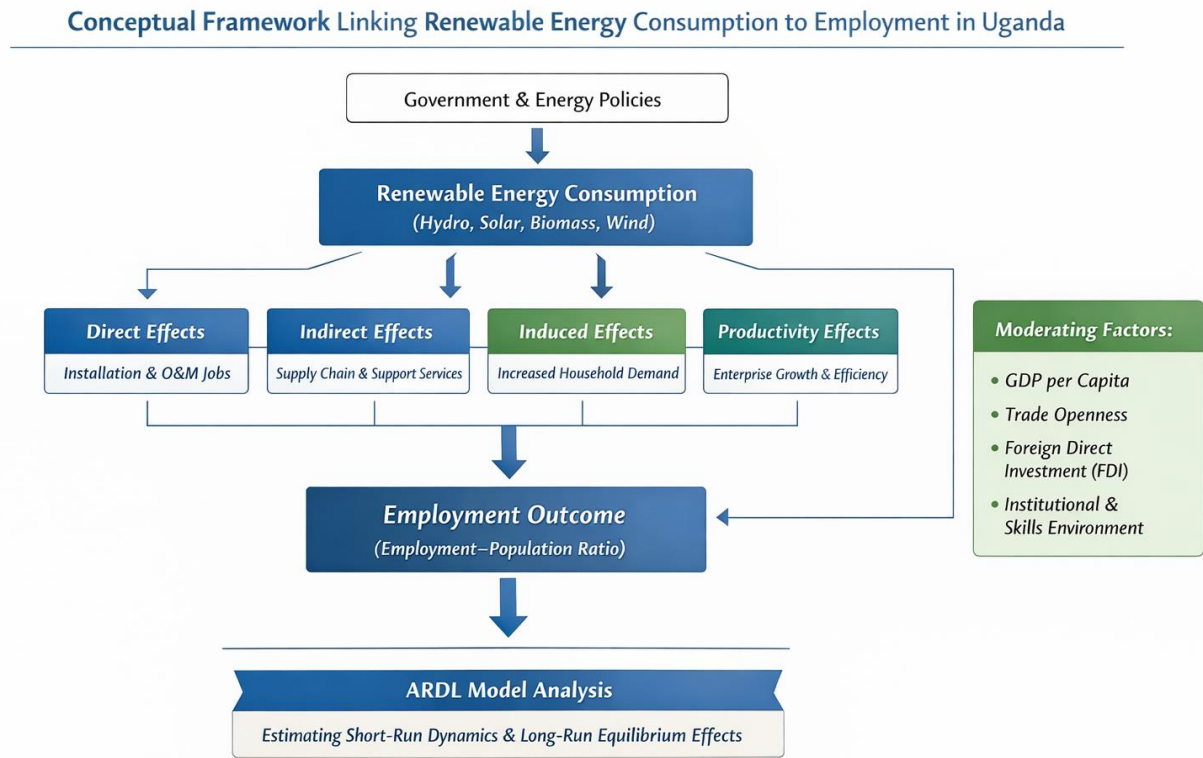 Conceptual Framework Linking Renewable Energy Consumption to Employment in Uganda
Government & Energy Policies
Renewable Energy Consumption
(Hydro, Solar, Biomass, Wind)
Direct Effects
Installation & O&M Jobs
Indirect Effects
Supply Chain & Support Services
Induced Effects
Increased Household Demand
Productivity Effects
Enterprise Growth & Efficiency
Moderating Factors:
• GDP per Capita
• Trade Openness
• Foreign Direct
Investment (FDI)
• Institutional &
Skills Environment
Employment Outcome
(Employment–Population Ratio)
ARDL Model Analysis
Estimating Short-Run Dynamics & Long-Run Equilibrium Effects